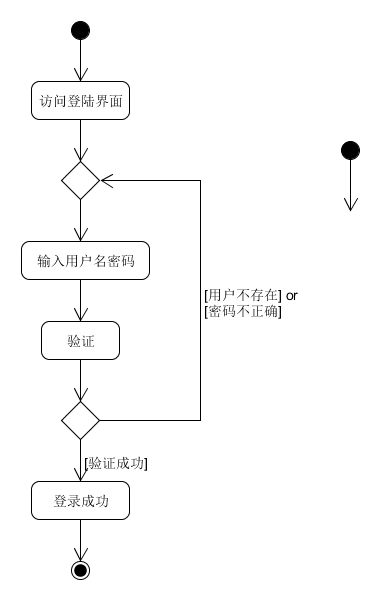 访问登陆界面
输入用户名密码
[用户不存在] or
[密码不正确]
验证
[验证成功]
登录成功